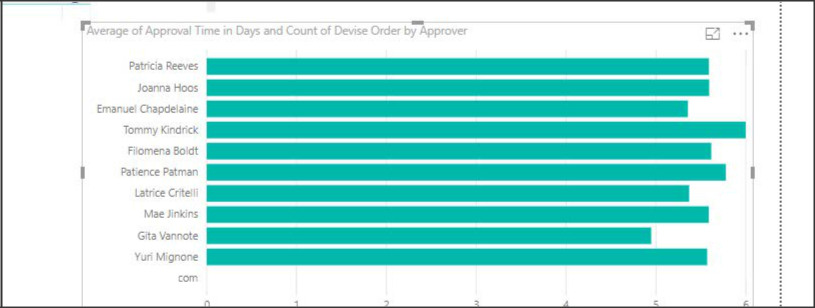 Average of Approval Time in Days and Count of Devise Order by Approver
Patricia Reeves
Joanna Hoos
Emanuel Chapdelaine
Tommy Kindrick
Filomena Boldt
Patience Patman
Latrice Critelli
Mae Jinkins
Gita Vannote
Yuri Mignone
com
0 1 2 3 4 5 6